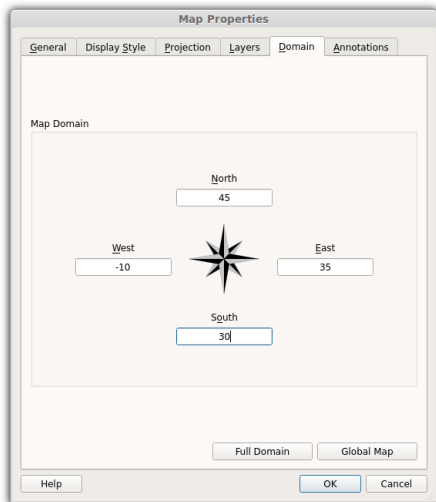 Map Properties
General Display Style Projection Layers Domain Annotations
Map Domain
North
45
West East
-10 35
South
30
Full Domain Global Map
Help OK Cancel